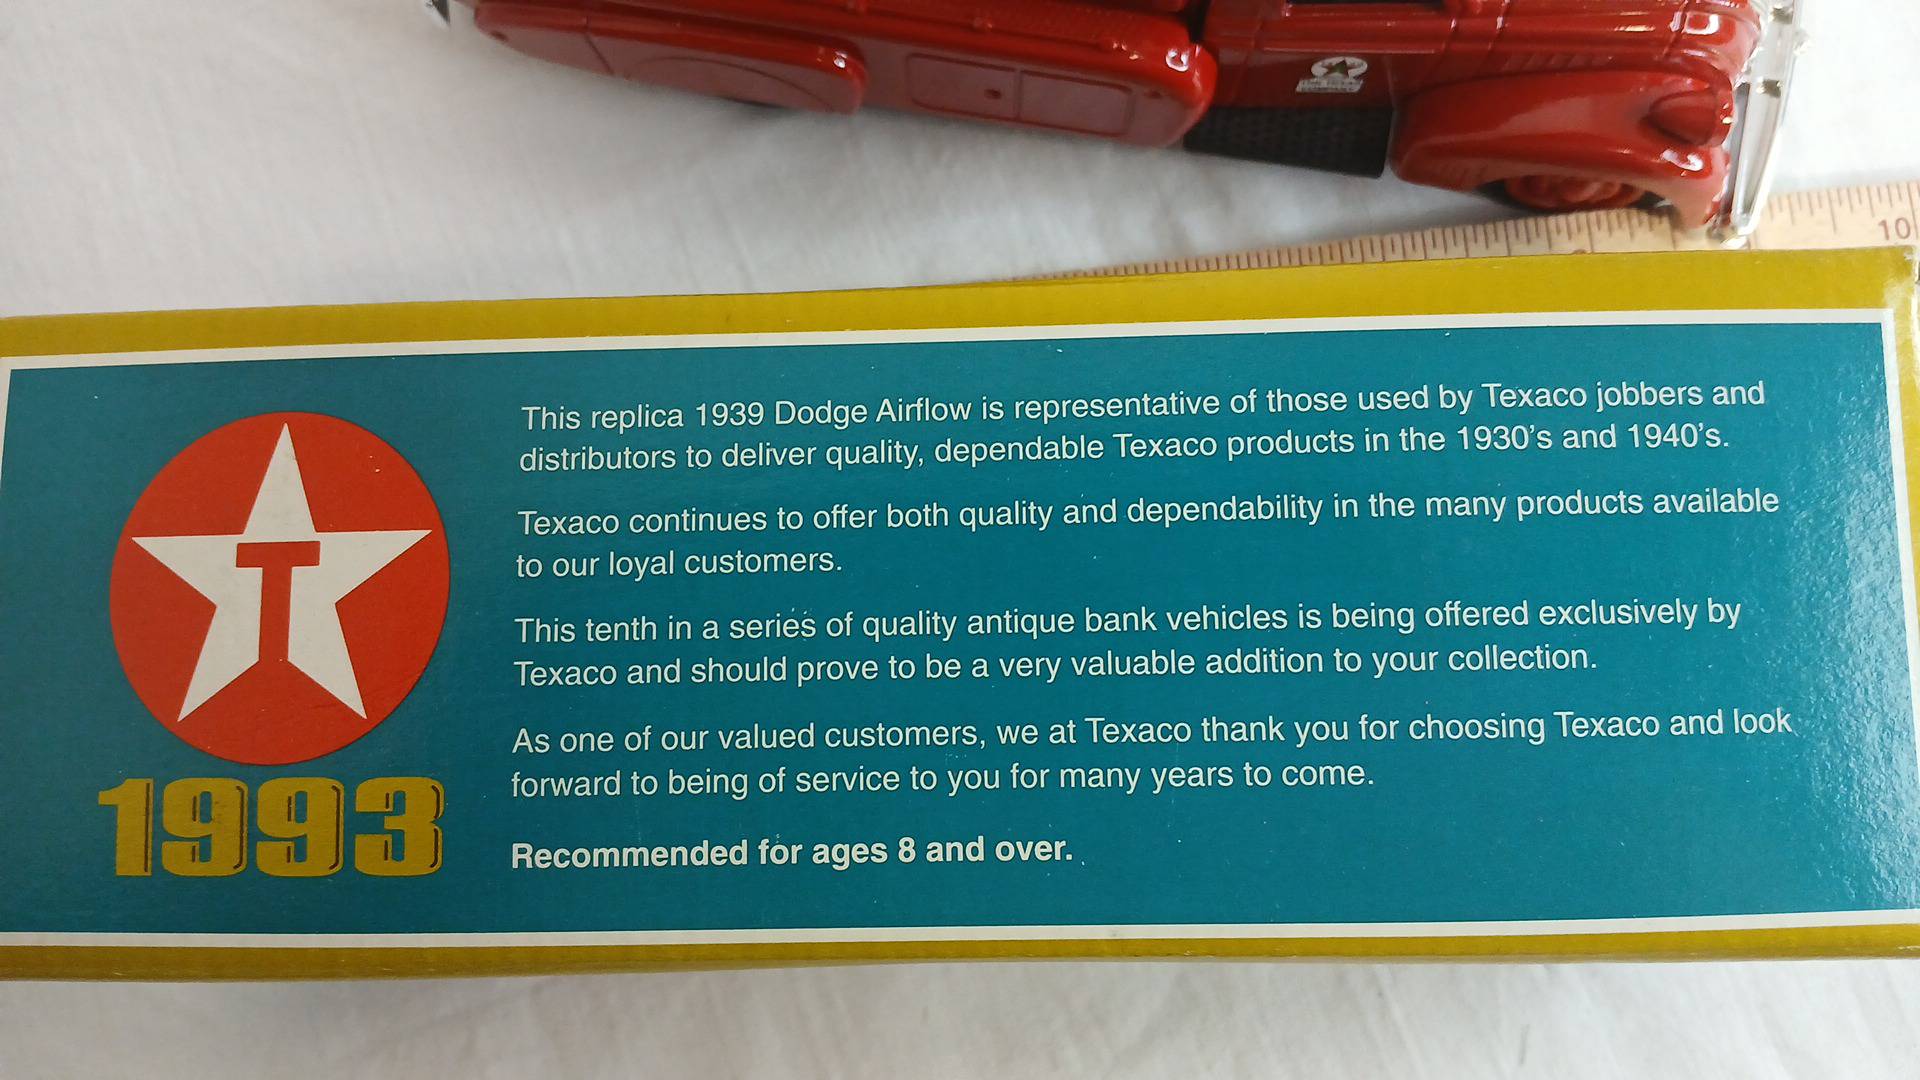 10
This replica 1939 Dodge Airflow is representative of those used by Texaco jobbers and
distributors to deliver quality, dependable Texaco products in the 1930's and 1940's.
Texaco continues to offer both quality and dependability in the many products available
to our loyal customers.
This tenth in a series of quality antique bank vehicles is being offered exclusively by
Texaco and should prove to be a very valuable addition to your collection.
As one of our valued customers, we at Texaco thank you for choosing Texaco and look
forward to being of service to you for many years to come.
Recommended for ages 8 and over.
T
1993